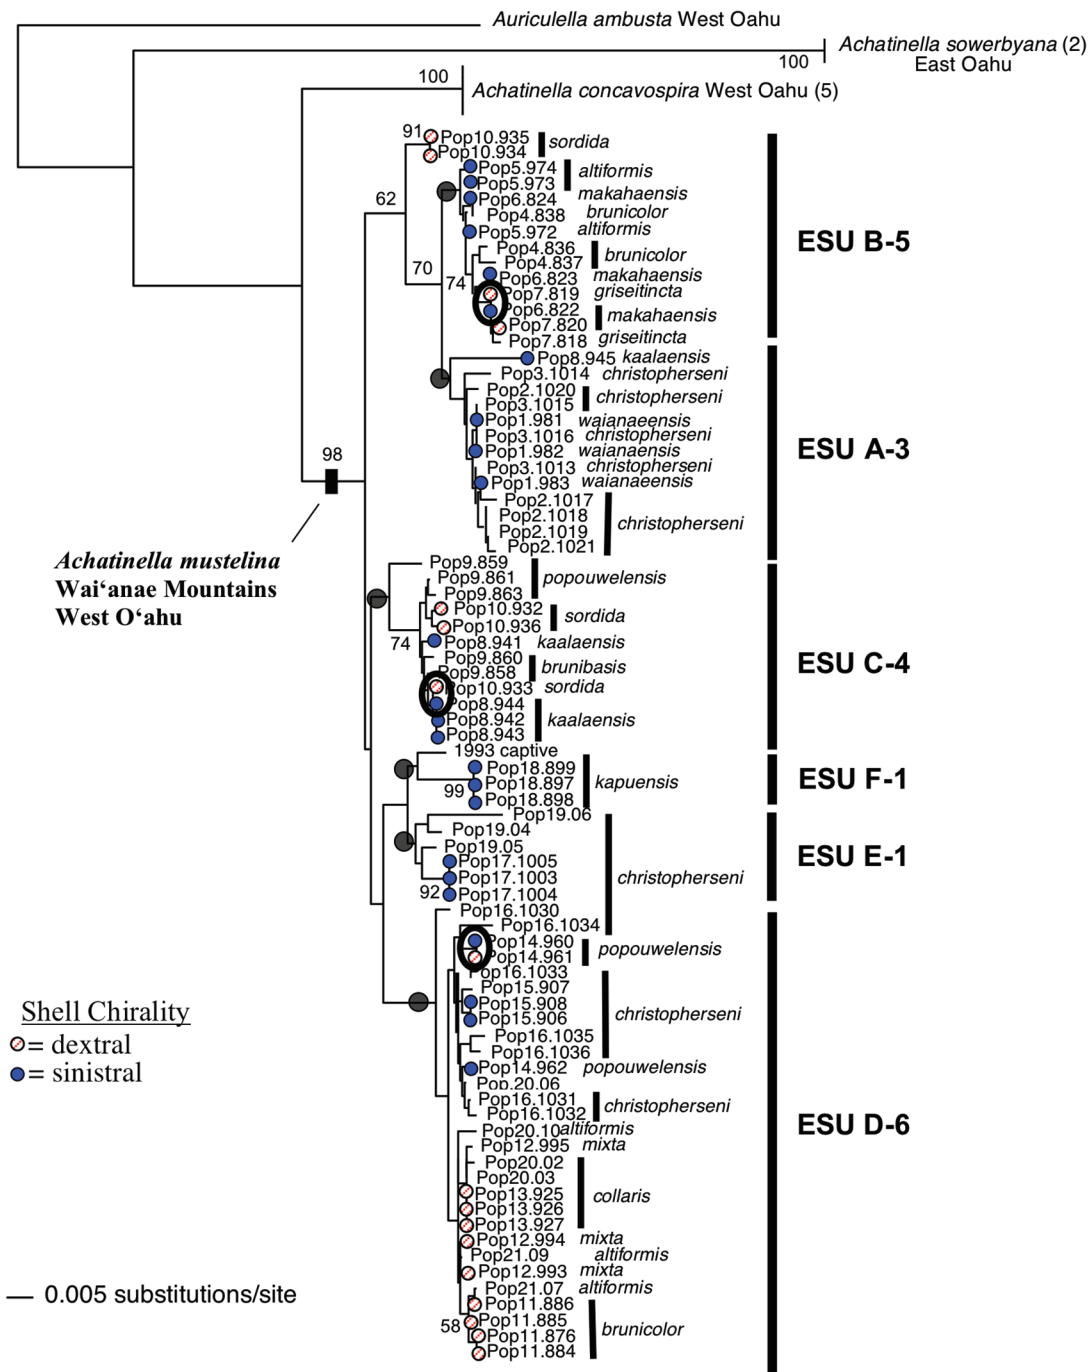 Auriculella ambusta West Oahu
Achatinella sowerbyana (2)
East Oahu
100
100
Achatinella concavospira West Oahu (5)
91
Pop10.935
sordida
Pop10.934
Pop5.974
altiformis
Pop5.973
Pop6.824
makahaensis
62
Pop4.838
brunicolor
Pop5.972
altiformis
ESU B-5
Pop4.836
brunicolor
Pop4.837
70
74
Pop6.823
makahaensis
Pop7.819
griseitincta
Pop6.822
makahaensis
Pop7.820
Pop7.818
griseitincta
Pop8.945
kaalaensis
Pop3.1014
christopherseni
Pop2.1020
christopherseni
Pop3.1015
Pop1.981
waianaeensis
Pop3.1016
christopherseni
ESU A-3
Pop1.982
waianaensis
98
Pop3.1013
christopherseni
Pop1.983
waianaeensis
Pop2.1017
Pop2.1018
christopherseni
Pop2.1019
Pop2.1021
Achatinella mustelina
Wai‘anae Mountains
West O‘ahu
Pop9.859
Pop9.861
popouwelensis
Pop9.863
Pop10.932
sordida
Pop10.936
74
Pop8.941
kaalaensis
Pop9.860
brunibasis
Pop9.858
ESU C-4
Pop10.933
sordida
Pop8.944
Pop8.942
kaalaensis
Pop8.943
1993 captive
Pop18.899
Pop18.897
kapuensis
ESU F-1
99
Pop18.898
Pop19.06
Pop19.04
Pop19.05
ESU E-1
Pop17.1005
Pop17.1003
christopherseni
92
Pop17.1004
Pop16.1030
Pop16.1034
Pop14.960
popouwelensis
Pop14.961
Pop16.1033
Pop15.907
Pop15.908
christopherseni
Pop15.906
Pop16.1035
Pop16.1036
Pop14.962
popouwelensis
Pop.20.06
Pop16.1031
christopherseni
Pop16.1032
ESU D-6
Pop20.10
altiformis
Pop12.995
mixta
Pop20.02
Pop20.03
Pop13.925
collaris
Pop13.926
Pop13.927
Pop12.994
mixta
Pop21.09
altiformis
Pop12.993
mixta
Pop21.07
altiformis
Pop11.886
58
Pop11.885
brunicolor
Pop11.876
Pop11.884
Shell Chirality
= dextral
= sinistral
0.005 substitutions/site